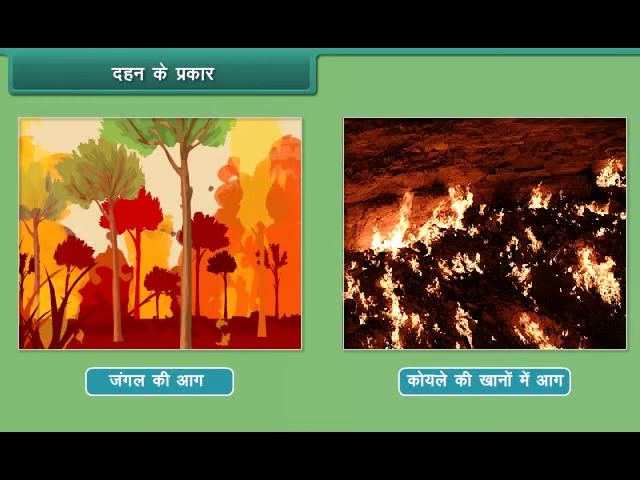 दहन के प्रकार
जंगल की आग
कोयले की खानों में आग